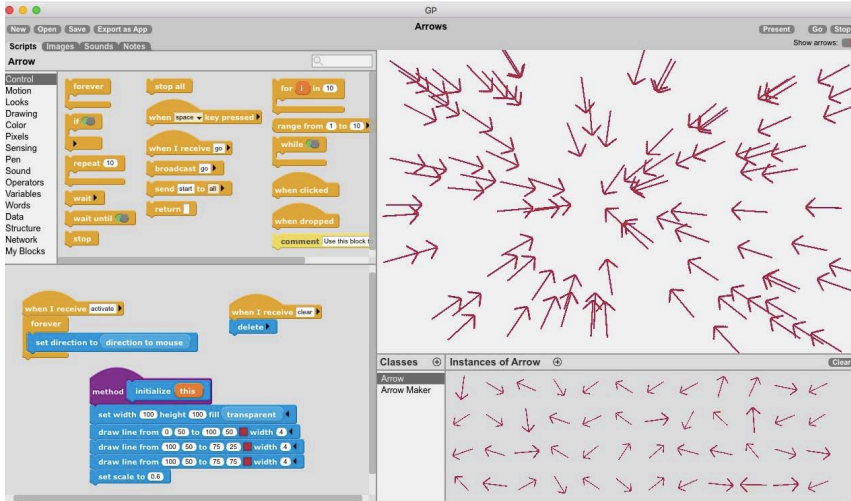 GP
New Open Save Export as App
Arrows
Present Go Stop
Scripts Images Sounds Notes
Show arrows:
Arrow
Control
Motion
Looks
Drawing
Color
Pixels
Sensing
Pen
Sound
Operators
Variables
Words
Data
Structure
Network
My Blocks
forever
if
repeat 10
wait
wait until
stop
stop all
when space key pressed
when I receive go
broadcast go
send start to all
return
for i in 10
range from 1 to 10
while
when clicked
when dropped
comment Use this block t
when I receive activate
forever
set direction to direction to mouse
when I receive clear
delete
method initialize this
set width 100 height 100 fill transparent
draw line from 0 50 to 100 50 width 4
draw line from 100 50 to 75 25 width 4
draw line from 100 50 to 75 75 width 4
set scale to 0.6
Classes
Arrow
Arrow Maker
Instances of Arrow
Clear